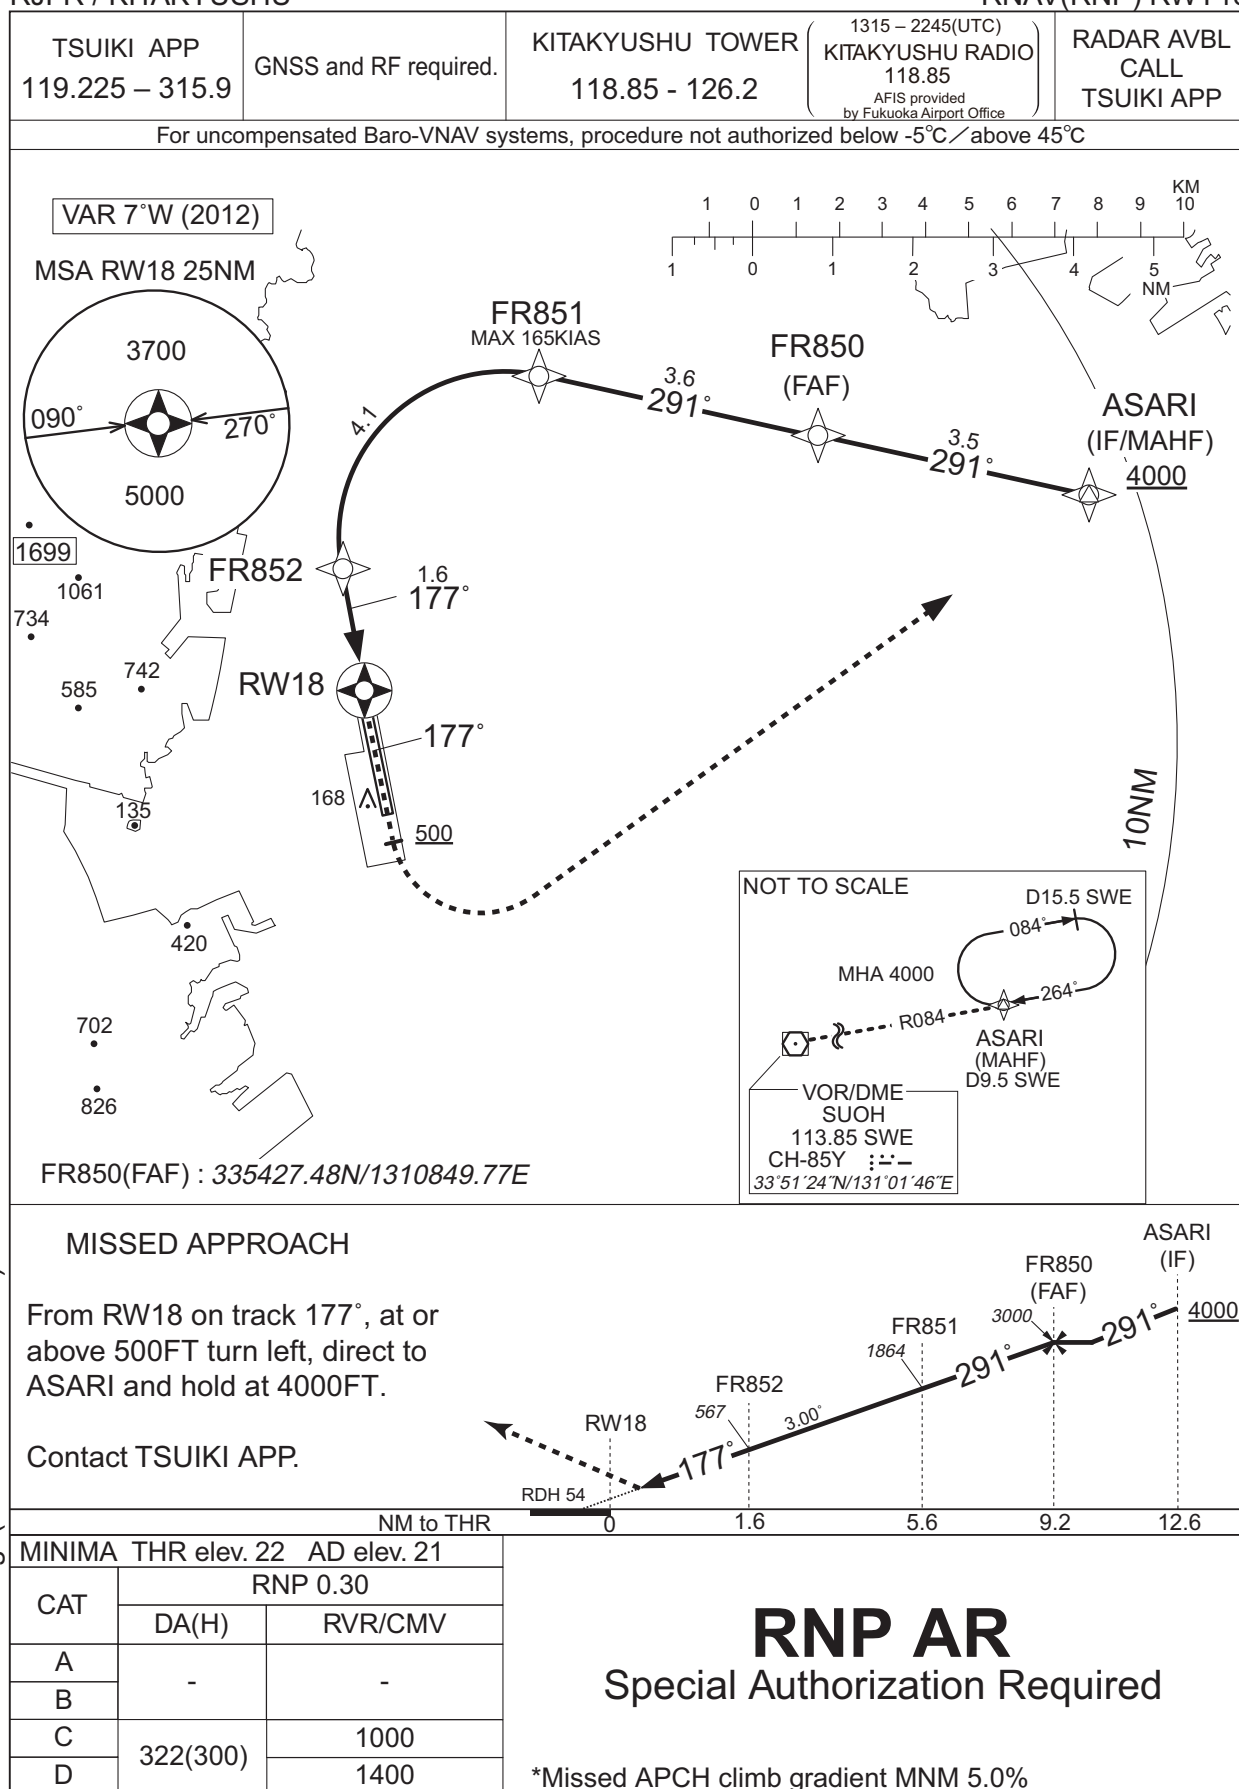 TSUIKI APP
119.225 – 315.9
GNSS and RF required.
KITAKYUSHU TOWER
118.85 - 126.2
1315 – 2245(UTC)
KITAKYUSHU RADIO
118.85
AFIS provided
by Fukuoka Airport Office
RADAR AVBL
CALL
TSUIKI APP
For uncompensated Baro-VNAV systems, procedure not authorized below -5℃／above 45℃
VAR 7˚W (2012)
MSA RW18 25NM
3700
090˚
270˚
5000
KM
1 0 1 2 3 4 5 6 7 8 9 10
1 0 1 2 3 4 5
NM
FR851
MAX 165KIAS
FR850
(FAF)
3.6
291˚
ASARI
(IF/MAHF)
4000
3.5
291˚
4.1
1699
1061
734
742
585
FR852
1.6
177˚
RW18
177˚
168
500
135
420
702
826
10NM
NOT TO SCALE
D15.5 SWE
084˚
MHA 4000
264˚
R084
ASARI
(MAHF)
D9.5 SWE
VOR/DME
SUOH
113.85 SWE
CH-85Y
33˚51´24˝N/131˚01´46˝E
FR850(FAF) : 335427.48N/1310849.77E
MISSED APPROACH
From RW18 on track 177˚, at or
above 500FT turn left, direct to
ASARI and hold at 4000FT.
Contact TSUIKI APP.
ASARI
(IF)
4000
FR850
(FAF)
3000
291˚
FR851
1864
291˚
FR852
567
3.00˚
177˚
RW18
RDH 54
NM to THR
0 1.6 5.6 9.2 12.6
MINIMA THR elev. 22 AD elev. 21
CAT
RNP 0.30
DA(H) RVR/CMV
A
B
- -
C
D
322(300)
1000
1400
RNP AR
Special Authorization Required
*Missed APCH climb gradient MNM 5.0%